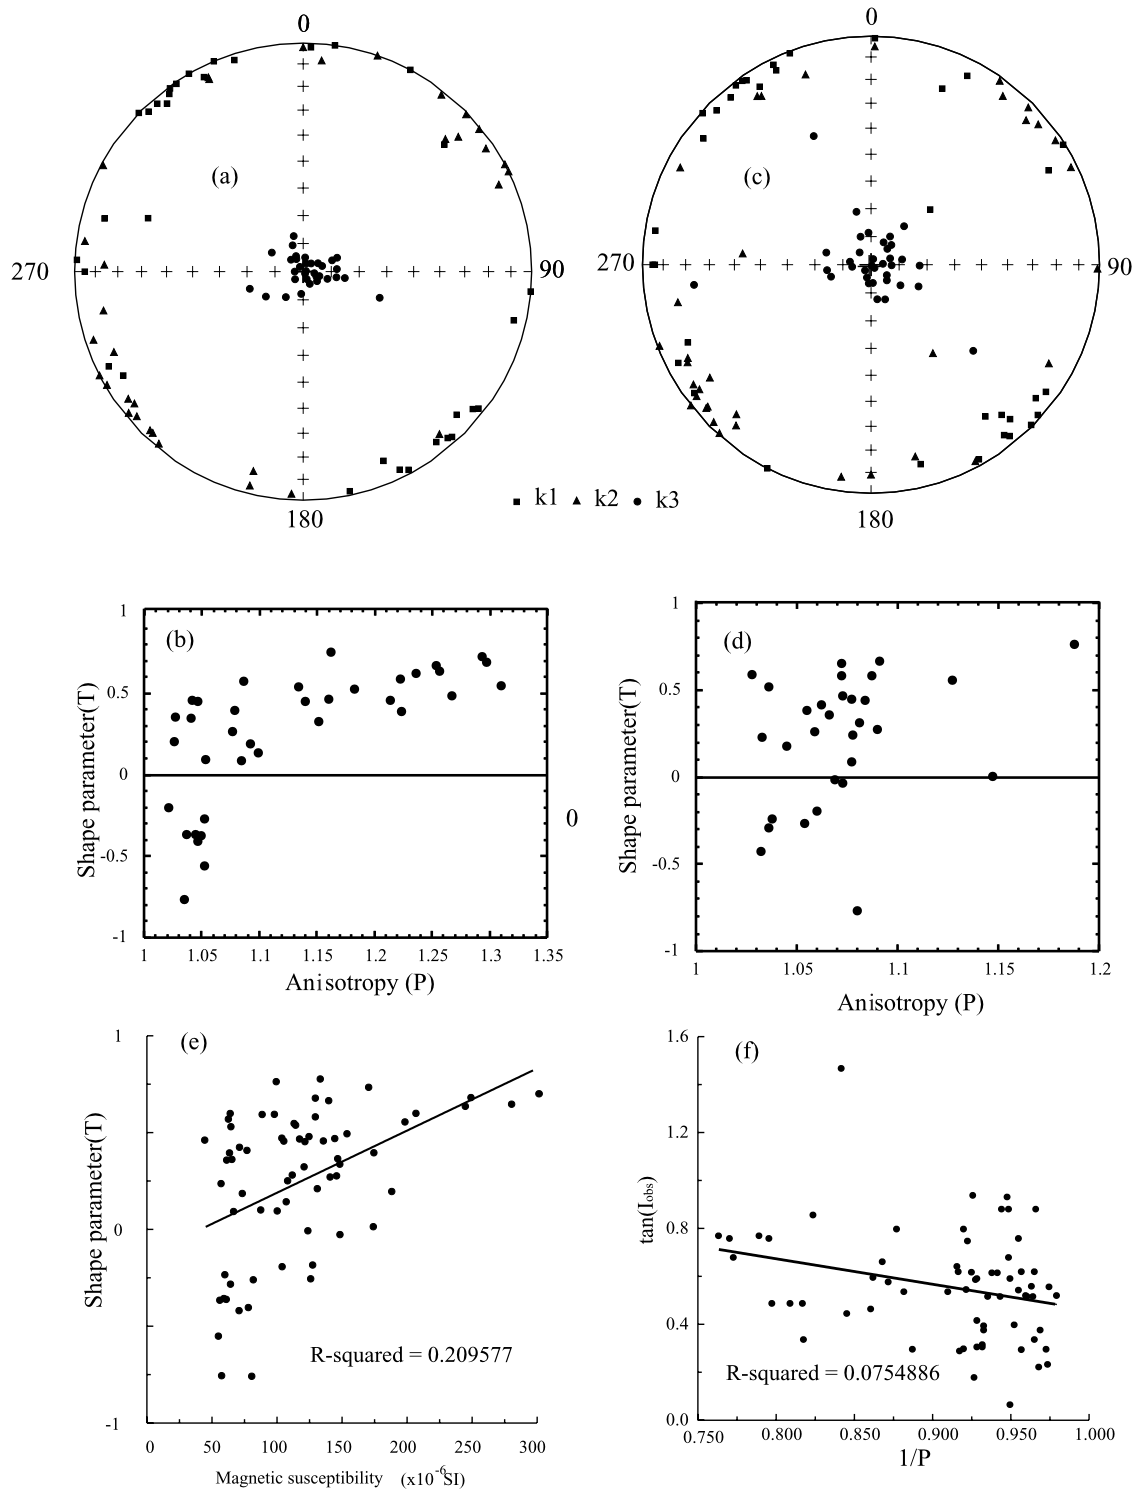 0 0
(a) (c)
270 90 270 90
k1 k2 k3
180 180
(b) (d)
1 1
0.5 0.5
0 0
-0.5 -0.5
-1 -1
Shape parameter(T) Shape parameter(T)
0
1 1.05 1.1 1.15 1.2 1.25 1.3 1.35
1 1.05 1.1 1.15 1.2
Anisotropy (P) Anisotropy (P)
(e) (f)
1 1.6
1.2
0 0.8
0.4
-1 0.0
Shape parameter(T) tan(Iobs)
R-squared = 0.209577 R-squared = 0.0754886
0 50 100 150 200 250 300
0.750 0.800 0.850 0.900 0.950 1.000
Magnetic susceptibility (x10-6SI) 1/P